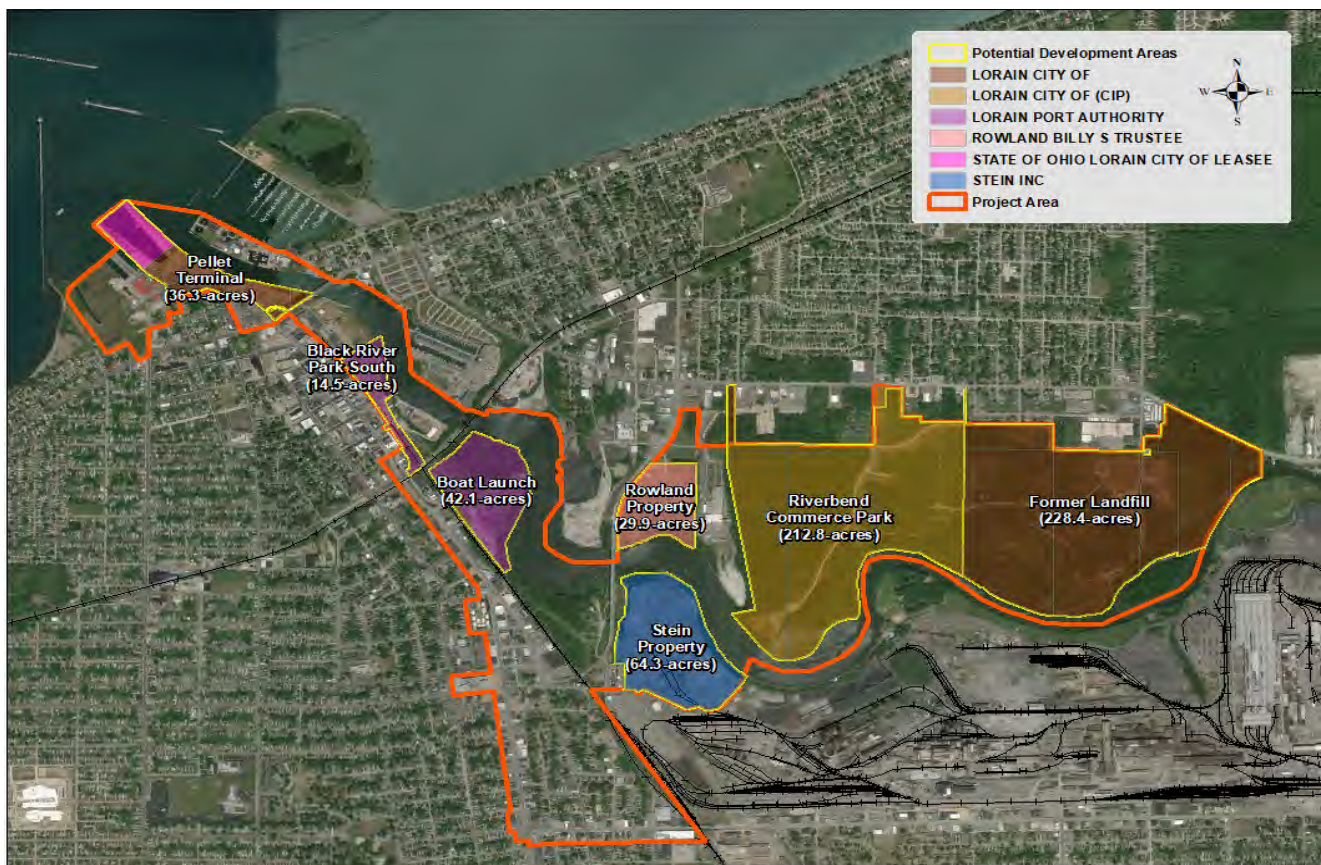 Potential Development Areas
LORAIN CITY OF
LORAIN CITY OF (CIP)
LORAIN PORT AUTHORITY
ROWLAND BILLY S TRUSTEE
STATE OF OHIO LORAIN CITY OF LEASEE
STEIN INC
Project Area
N
W E
S
Pellet
Terminal
(36.3-acres)
Black River
Park South
(14.5-acres)
Boat Launch
(42.1-acres)
Rowland
Property
(29.9-acres)
Riverbend
Commerce Park
(212.8-acres)
Former Landfill
(228.4-acres)
Stein
Property
(64.3-acres)